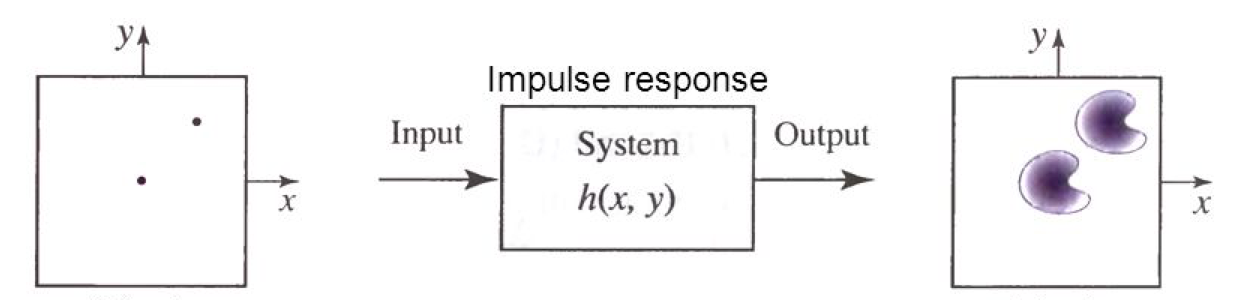 y
x
Impulse response
Input
System
h(x, y)
Output
y
x